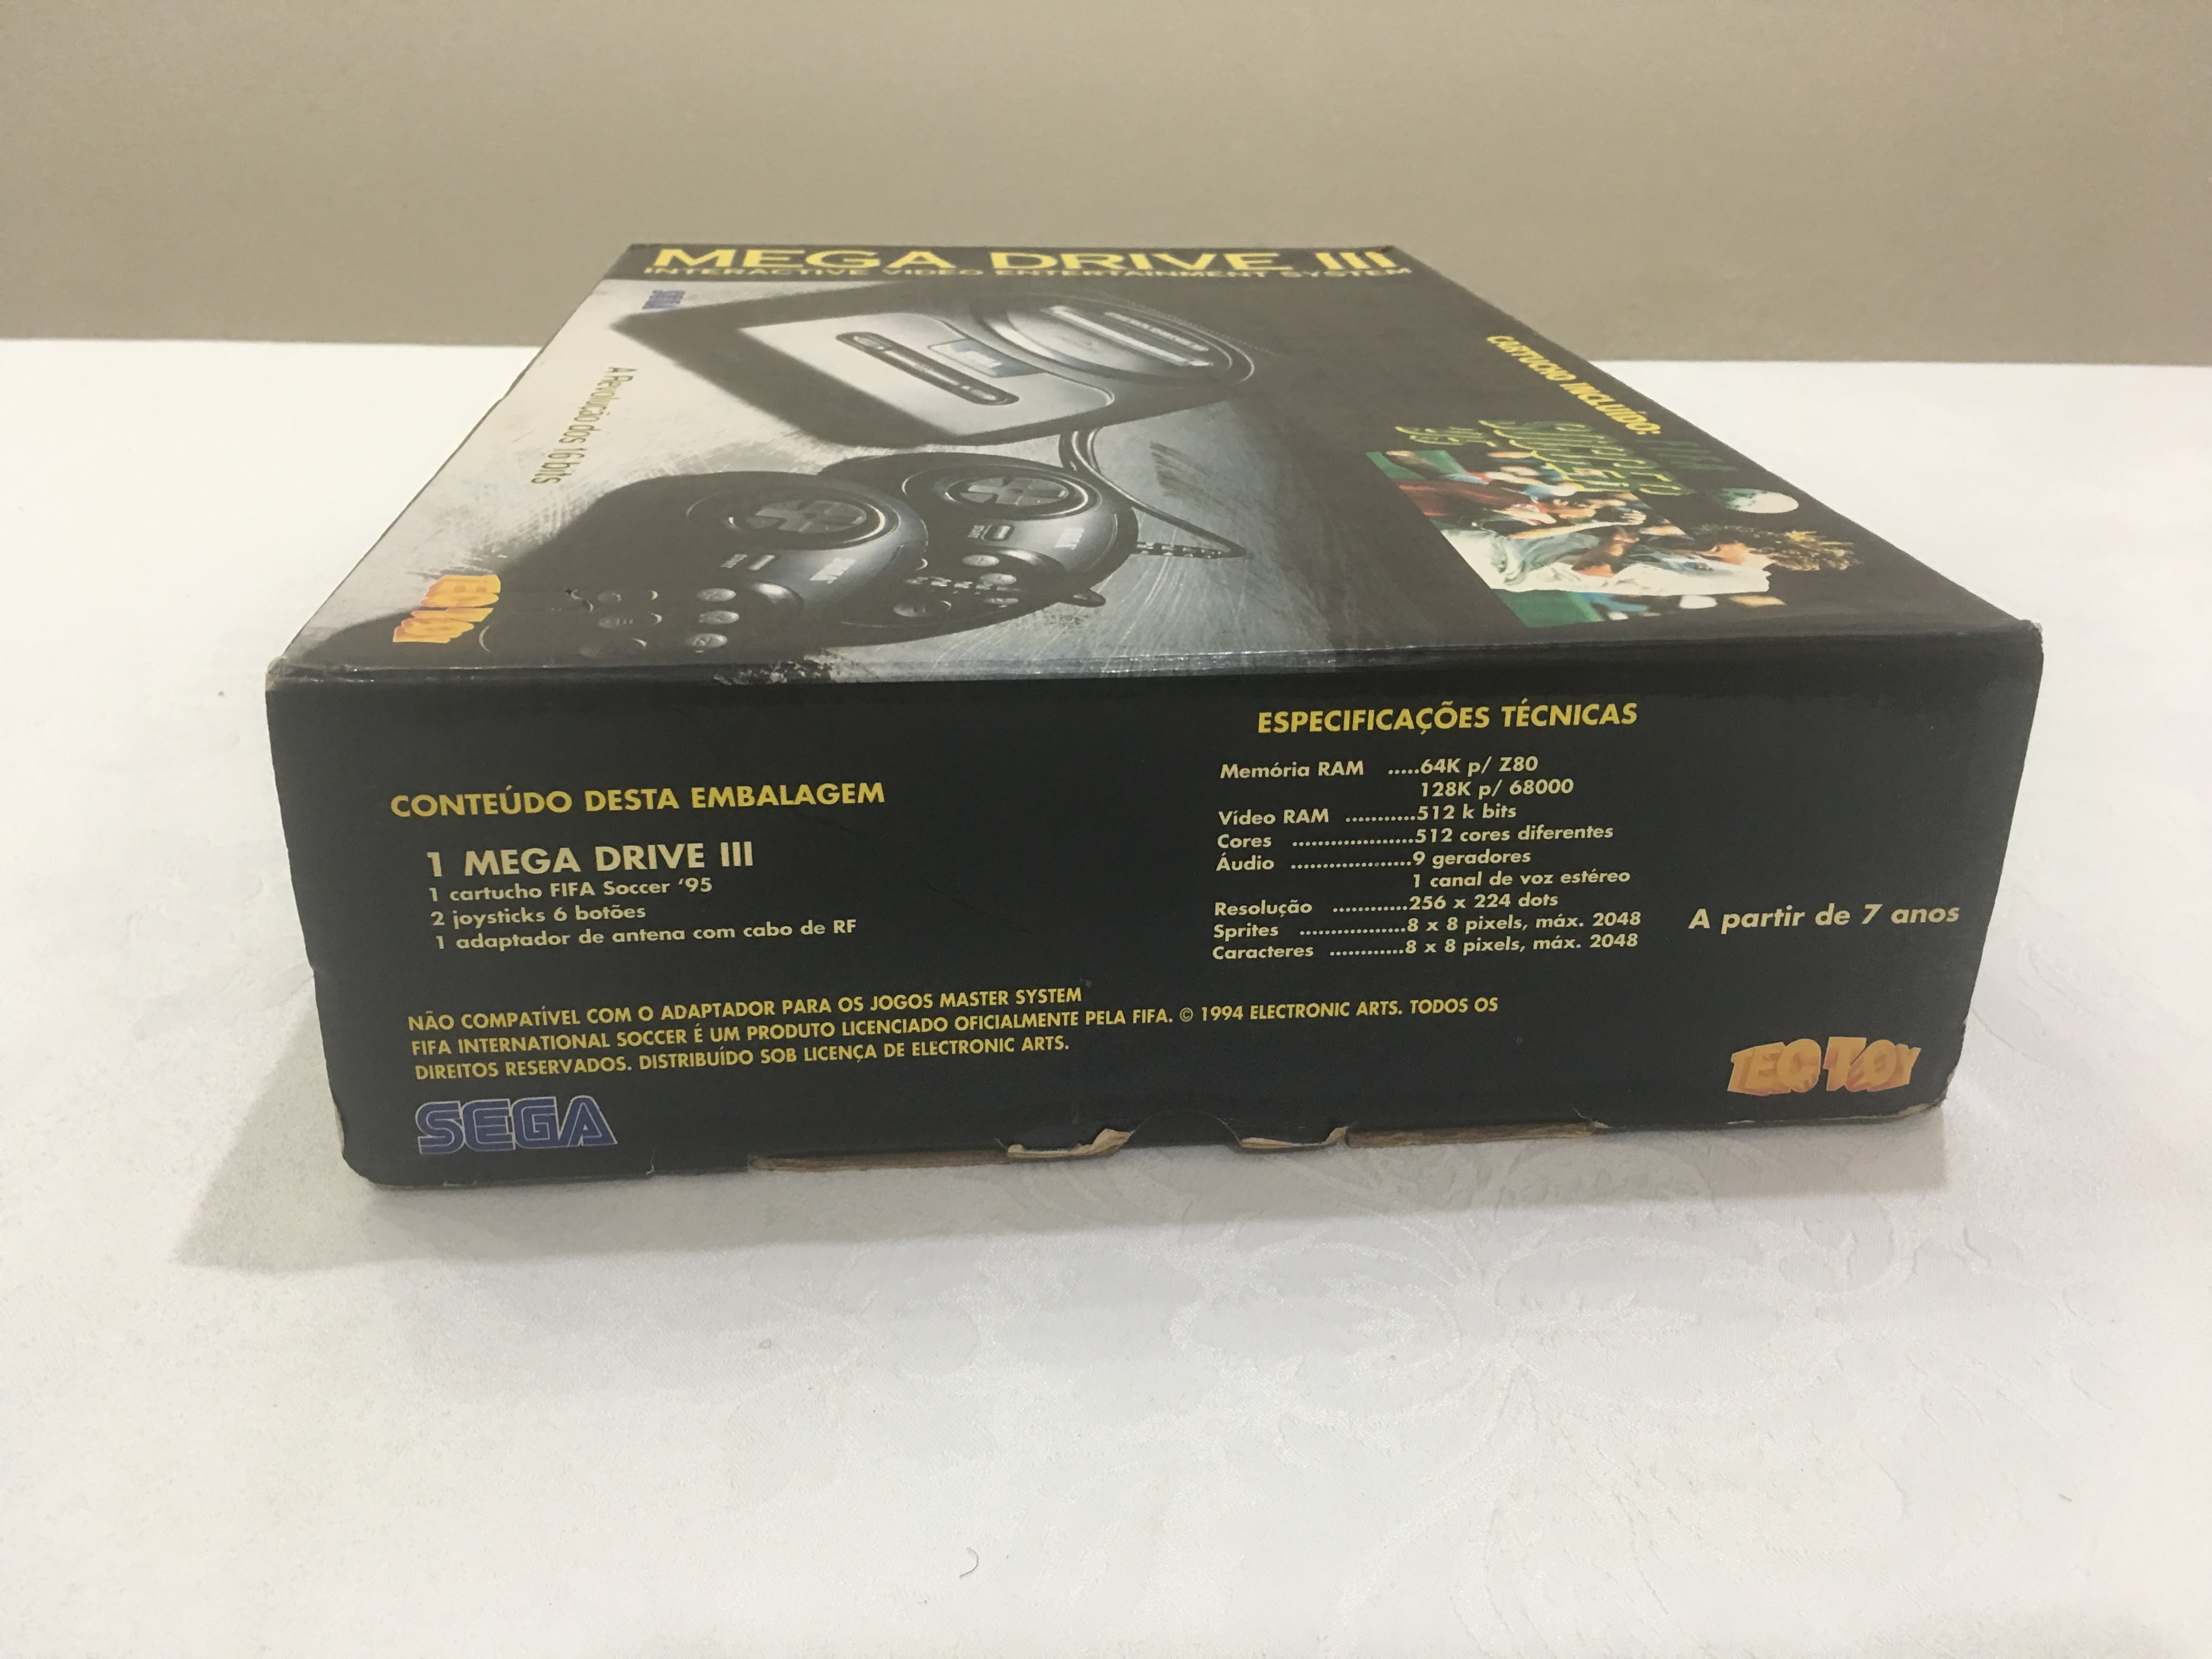 MEGA DRIVE III
INTERACTIVE VIDEO ENTERTAINMENT SYSTEM
SEGA
A Revolução dos 16 bits
CARTUCHO INCLUÍDO:
TEC TOY
CONTEÚDO DESTA EMBALAGEM
1 MEGA DRIVE III
1 cartucho FIFA Soccer '95
2 joysticks 6 botões
1 adaptador de antena com cabo de RF
ESPECIFICAÇÕES TÉCNICAS
Memória RAM .....64K p/ Z80
128K p/ 68000
Vídeo RAM ...........512 k bits
Cores ...................512 cores diferentes
Áudio ...................9 geradores
1 canal de voz estéreo
Resolução ............256 x 224 dots
Sprites .................8 x 8 pixels, máx. 2048
Caracteres ............8 x 8 pixels, máx. 2048
A partir de 7 anos
NÃO COMPATÍVEL COM O ADAPTADOR PARA OS JOGOS MASTER SYSTEM
FIFA INTERNATIONAL SOCCER É UM PRODUTO LICENCIADO OFICIALMENTE PELA FIFA. © 1994 ELECTRONIC ARTS. TODOS OS
DIREITOS RESERVADOS. DISTRIBUÍDO SOB LICENÇA DE ELECTRONIC ARTS.
SEGA
TEC TOY